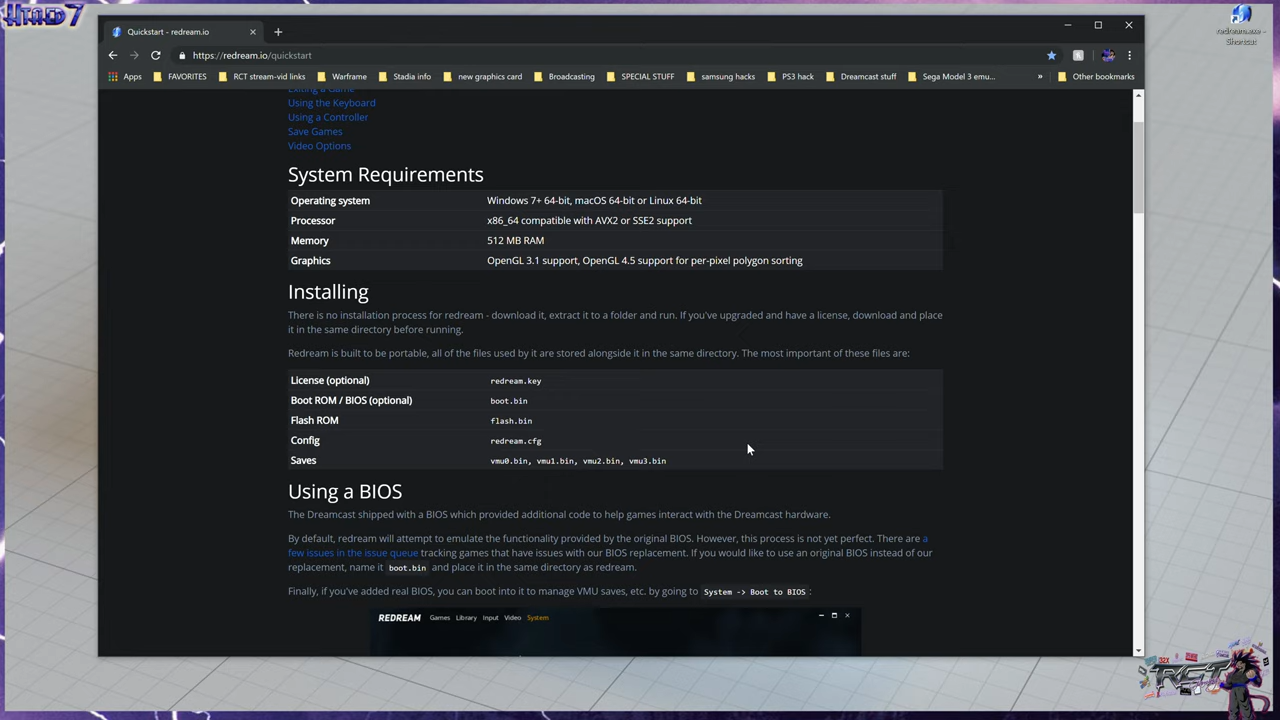 Htaed7
Quickstart - redream.io
redream.exe - Shortcut
https://redream.io/quickstart
Apps FAVORITES RCT stream-vid links Warframe Stadia info new graphics card Broadcasting SPECIAL STUFF samsung hacks PS3 hack Dreamcast stuff Sega Model 3 emu... » Other bookmarks
Exiting a Game
Using the Keyboard
Using a Controller
Save Games
Video Options
System Requirements
Operating system Windows 7+ 64-bit, macOS 64-bit or Linux 64-bit
Processor x86_64 compatible with AVX2 or SSE2 support
Memory 512 MB RAM
Graphics OpenGL 3.1 support, OpenGL 4.5 support for per-pixel polygon sorting
Installing
There is no installation process for redream - download it, extract it to a folder and run. If you've upgraded and have a license, download and place
it in the same directory before running.
Redream is built to be portable, all of the files used by it are stored alongside it in the same directory. The most important of these files are:
License (optional) redream.key
Boot ROM / BIOS (optional) boot.bin
Flash ROM flash.bin
Config redream.cfg
Saves vmu0.bin, vmu1.bin, vmu2.bin, vmu3.bin
Using a BIOS
The Dreamcast shipped with a BIOS which provided additional code to help games interact with the Dreamcast hardware.
By default, redream will attempt to emulate the functionality provided by the original BIOS. However, this process is not yet perfect. There are a
few issues in the issue queue tracking games that have issues with our BIOS replacement. If you would like to use an original BIOS instead of our
replacement, name it boot.bin and place it in the same directory as redream.
Finally, if you've added real BIOS, you can boot into it to manage VMU saves, etc. by going to System -> Boot to BIOS :
REDREAM Games Library Input Video System
RCT